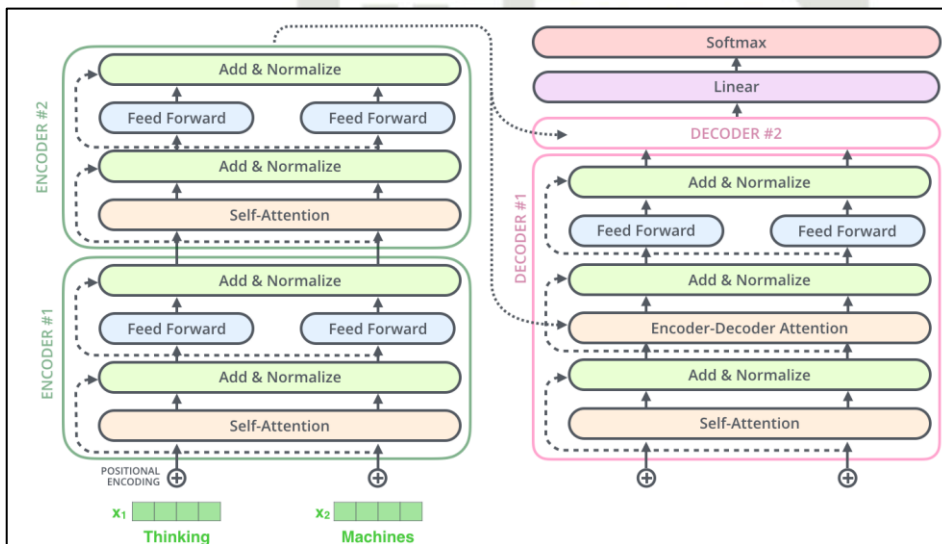 ENCODER #2
Add & Normalize
Feed Forward
Feed Forward
Add & Normalize
Self-Attention
ENCODER #1
Add & Normalize
Feed Forward
Feed Forward
Add & Normalize
Self-Attention
POSITIONAL
ENCODING
x1
x2
Thinking
Machines
Softmax
Linear
DECODER #2
DECODER #1
Add & Normalize
Feed Forward
Feed Forward
Add & Normalize
Encoder-Decoder Attention
Add & Normalize
Self-Attention